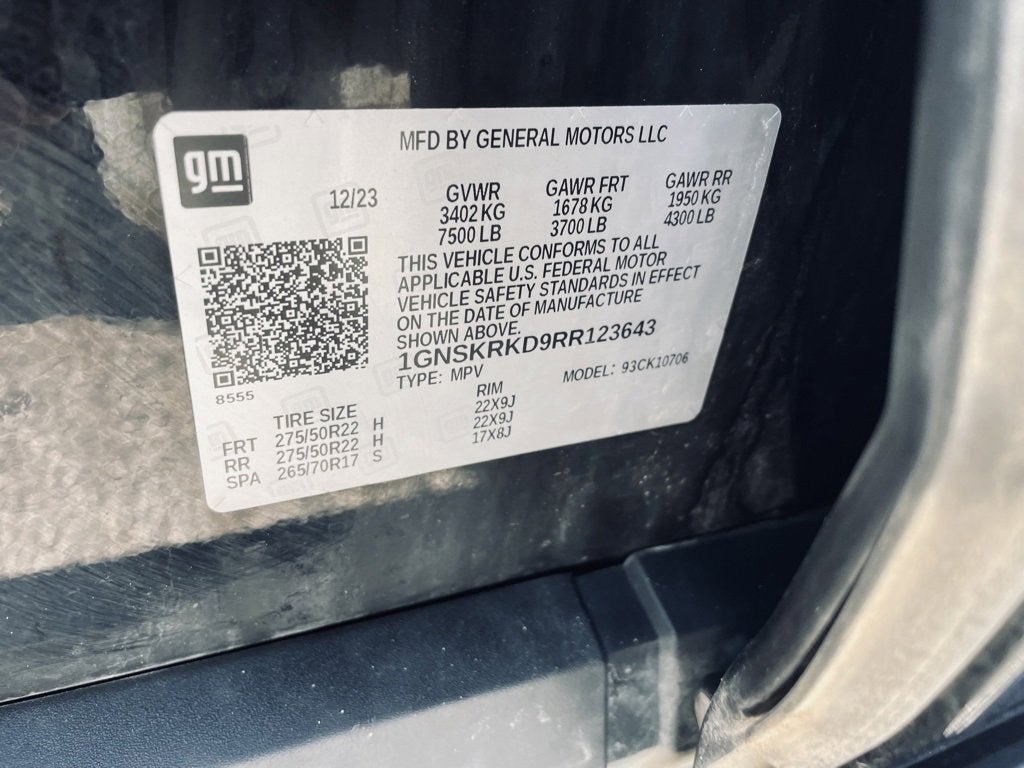 gm
MFD BY GENERAL MOTORS LLC
12/23
GVWR
3402 KG
7500 LB
GAWR FRT
1678 KG
3700 LB
GAWR RR
1950 KG
4300 LB
THIS VEHICLE CONFORMS TO ALL
APPLICABLE U.S. FEDERAL MOTOR
VEHICLE SAFETY STANDARDS IN EFFECT
ON THE DATE OF MANUFACTURE
SHOWN ABOVE.
1GNSKRKD9RR123643
TYPE: MPV
MODEL: 93CK10706
8555
TIRE SIZE RIM
FRT 275/50R22 H 22X9J
RR 275/50R22 H 22X9J
SPA 265/70R17 S 17X8J